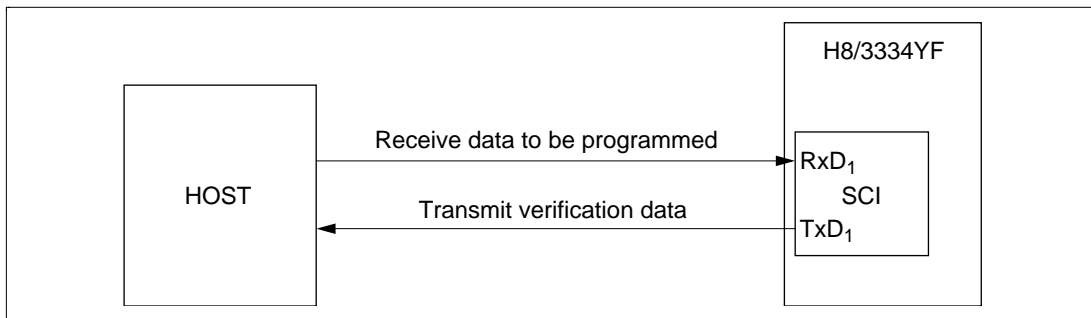 H8/3334YF
Receive data to be programmed
RxD1
HOST
SCI
Transmit verification data
TxD1